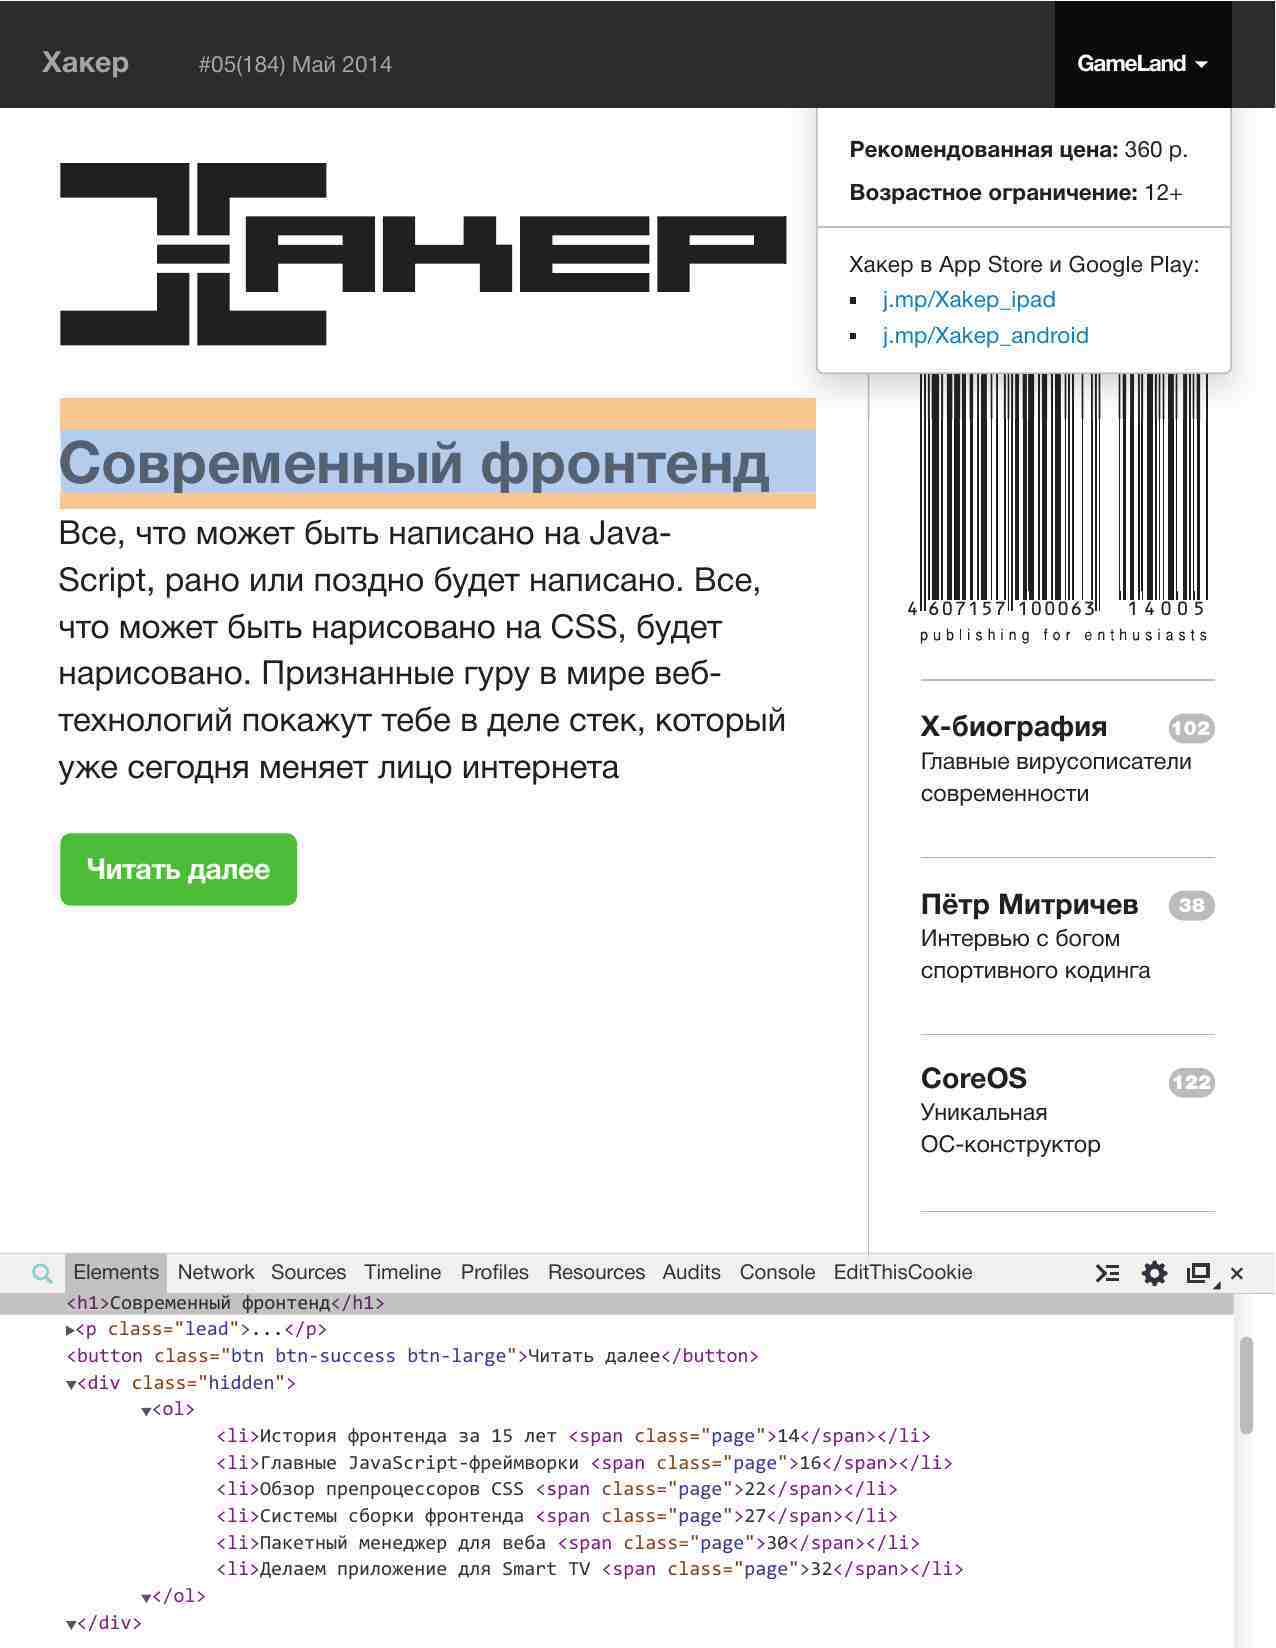 Хакер
#05(184) Май 2014
GameLand
Рекомендованная цена: 360 р.
Возрастное ограничение: 12+
Хакер в App Store и Google Play:
j.mp/Xakep_ipad
j.mp/Xakep_android
ХАКЕР
Современный фронтенд
Все, что может быть написано на Java-
Script, рано или поздно будет написано. Все,
что может быть нарисовано на CSS, будет
нарисовано. Признанные гуру в мире веб-
технологий покажут тебе в деле стек, который
уже сегодня меняет лицо интернета
Читать далее
4 607157 100063 14005
publishing for enthusiasts
Х-биография 102
Главные вирусописатели
современности
Пётр Митричев 38
Интервью с богом
спортивного кодинга
CoreOS 122
Уникальная
ОС-конструктор
Elements Network Sources Timeline Profiles Resources Audits Console EditThisCookie
<h1>Современный фронтенд</h1>
<p class="lead">...</p>
<button class="btn btn-success btn-large">Читать далее</button>
<div class="hidden">
<ol>
<li>История фронтенда за 15 лет <span class="page">14</span></li>
<li>Главные JavaScript-фреймворки <span class="page">16</span></li>
<li>Обзор препроцессоров CSS <span class="page">22</span></li>
<li>Системы сборки фронтенда <span class="page">27</span></li>
<li>Пакетный менеджер для веба <span class="page">30</span></li>
<li>Делаем приложение для Smart TV <span class="page">32</span></li>
</ol>
</div>